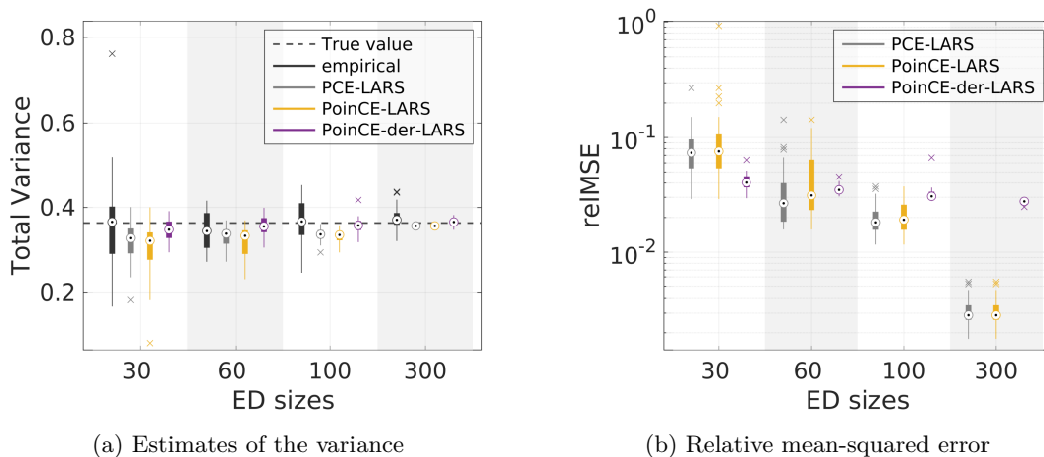 0.8
0.6
0.4
0.2
Total Variance
True value
empirical
PCE-LARS
PoinCE-LARS
PoinCE-der-LARS
30
60
100
300
ED sizes
(a) Estimates of the variance
10^0
10^-1
10^-2
relMSE
PCE-LARS
PoinCE-LARS
PoinCE-der-LARS
30
60
100
300
ED sizes
(b) Relative mean-squared error